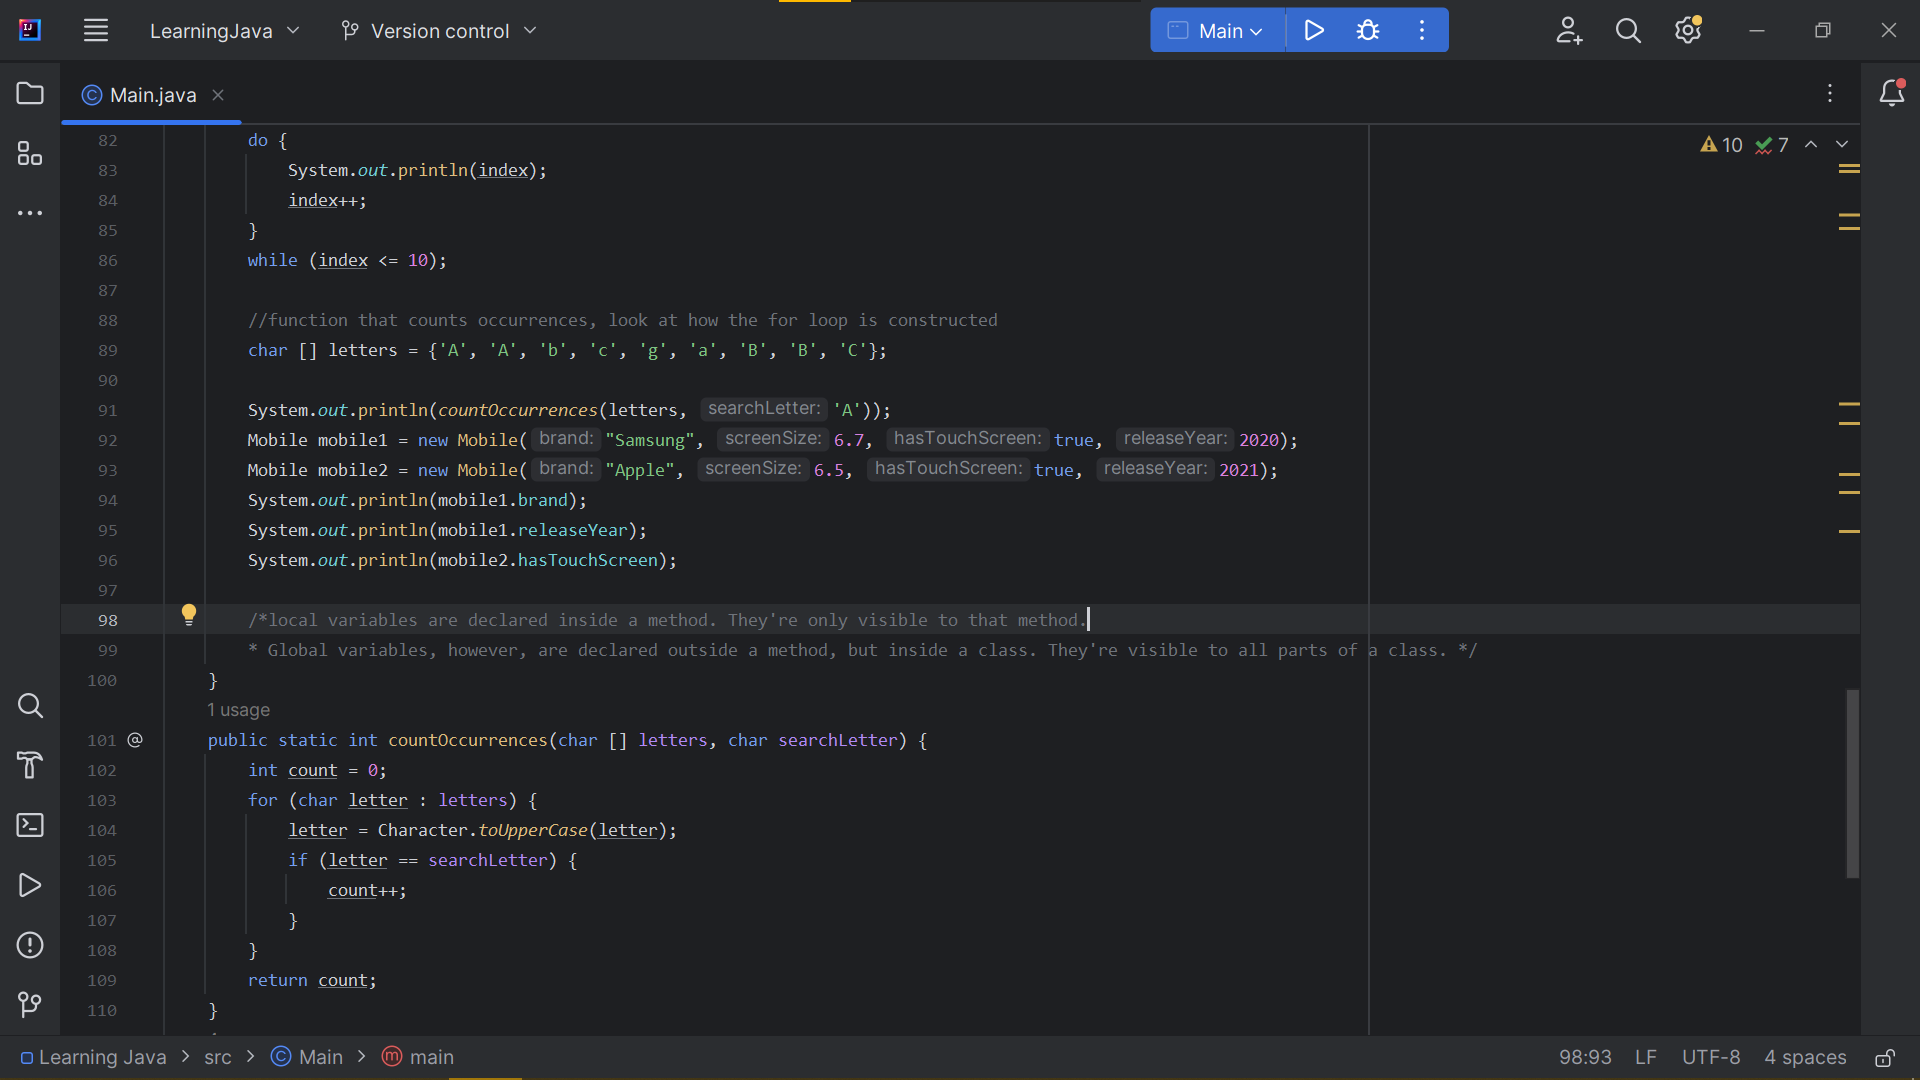 LearningJava
Version control
Main
Main.java
10 7
82 do {
83 System.out.println(index);
84 index++;
85 }
86 while (index <= 10);
87
88 //function that counts occurrences, look at how the for loop is constructed
89 char [] letters = {'A', 'A', 'b', 'c', 'g', 'a', 'B', 'B', 'C'};
90
91 System.out.println(countOccurrences(letters, searchLetter: 'A'));
92 Mobile mobile1 = new Mobile( brand: "Samsung", screenSize: 6.7, hasTouchScreen: true, releaseYear: 2020);
93 Mobile mobile2 = new Mobile( brand: "Apple", screenSize: 6.5, hasTouchScreen: true, releaseYear: 2021);
94 System.out.println(mobile1.brand);
95 System.out.println(mobile1.releaseYear);
96 System.out.println(mobile2.hasTouchScreen);
97
98 /*local variables are declared inside a method. They're only visible to that method.
99 * Global variables, however, are declared outside a method, but inside a class. They're visible to all parts of a class. */
100 }
1 usage
101 @ public static int countOccurrences(char [] letters, char searchLetter) {
102 int count = 0;
103 for (char letter : letters) {
104 letter = Character.toUpperCase(letter);
105 if (letter == searchLetter) {
106 count++;
107 }
108 }
109 return count;
110 }
Learning Java > src > Main > main
98:93 LF UTF-8 4 spaces